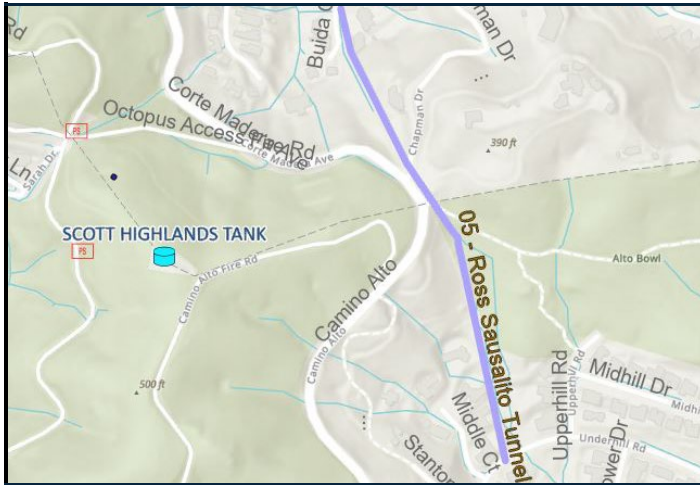 Rd
Buida C
man Dr
Corte Madera Ave
Octopus Access Fire Rd
Corte Madera Ave
Chapman Dr
390 ft
PS
Ln
Sarah Dr
SCOTT HIGHLANDS TANK
PS
Camino Alto Fire Rd
Camino Alto
Camino Alto
05 - Ross Sausalito Tunnel
Alto Bowl
500 ft
Midhill Dr
Midhi
Upperhill Rd
Upperhill Rd
Underhill Rd
ower Dr
Middle Ct
Stanton